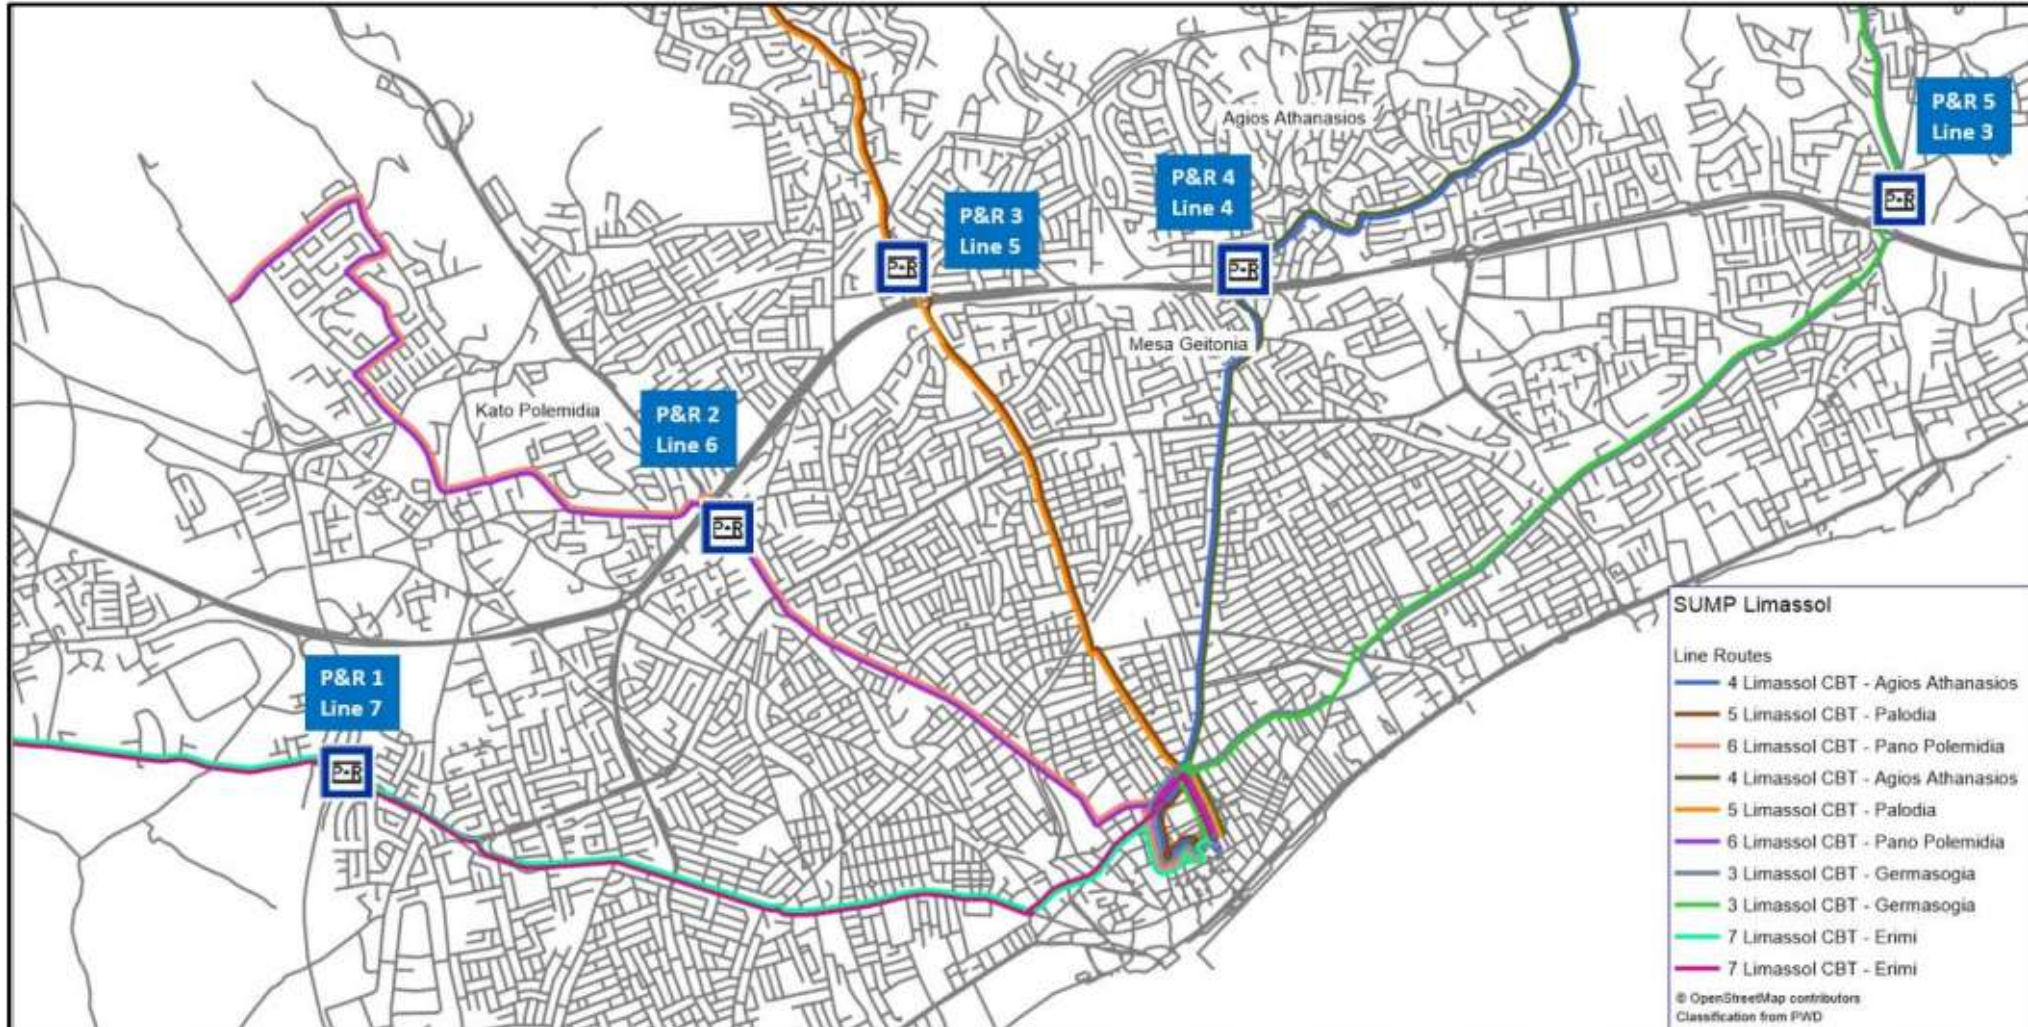 P&R 5
Line 3
Agios Athanasios
P&R 4
Line 4
P+R
P&R 3
Line 5
P+R
P+R
Mesa Geitonia
Kato Polemidia
P&R 2
Line 6
P+R
P&R 1
Line 7
P+R
SUMP Limassol
Line Routes
4 Limassol CBT - Agios Athanasios
5 Limassol CBT - Palodia
6 Limassol CBT - Pano Polemidia
4 Limassol CBT - Agios Athanasios
5 Limassol CBT - Palodia
6 Limassol CBT - Pano Polemidia
3 Limassol CBT - Germasogia
3 Limassol CBT - Germasogia
7 Limassol CBT - Erimi
7 Limassol CBT - Erimi
© OpenStreetMap contributors
Classification from PWD